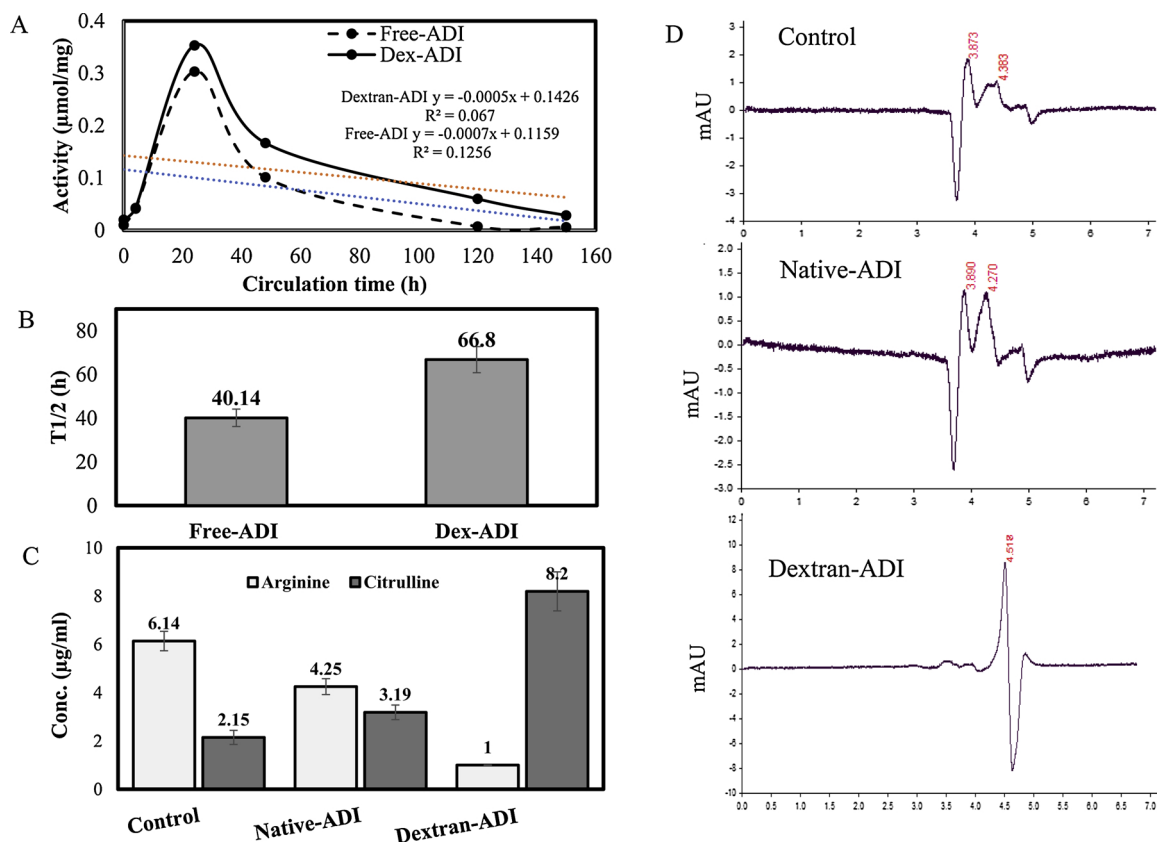 A
Activity (µmol/mg)
0.4
0.3
0.2
0.1
0
Free-ADI
Dex-ADI
Dextran-ADI y = -0.0005x + 0.1426
R² = 0.067
Free-ADI y = -0.0007x + 0.1159
R² = 0.1256
0 20 40 60 80 100 120 140 160
Circulation time (h)
B
T1/2 (h)
80
60
40
20
0
40.14
66.8
Free-ADI Dex-ADI
C
Conc. (µg/ml)
10
8
6
4
2
0
Arginine Citrulline
6.14
2.15
4.25
3.19
1
8.2
Control Native-ADI Dextran-ADI
D
Control
mAU
3
2
1
0
-1
-2
-3
-4
3.873
4.363
0 1 2 3 4 5 6 7
Native-ADI
mAU
2.0
1.5
1.0
0.5
0.0
-0.5
-1.0
-1.5
-2.0
-2.5
-3.0
3.890
4.270
0 1 2 3 4 5 6 7
Dextran-ADI
mAU
12
10
8
6
4
2
0
-2
-4
-6
-8
-10
0.0 0.5 1.0 1.5 2.0 2.5 3.0 3.5 4.0 4.5 5.0 5.5 6.0 6.5 7.0